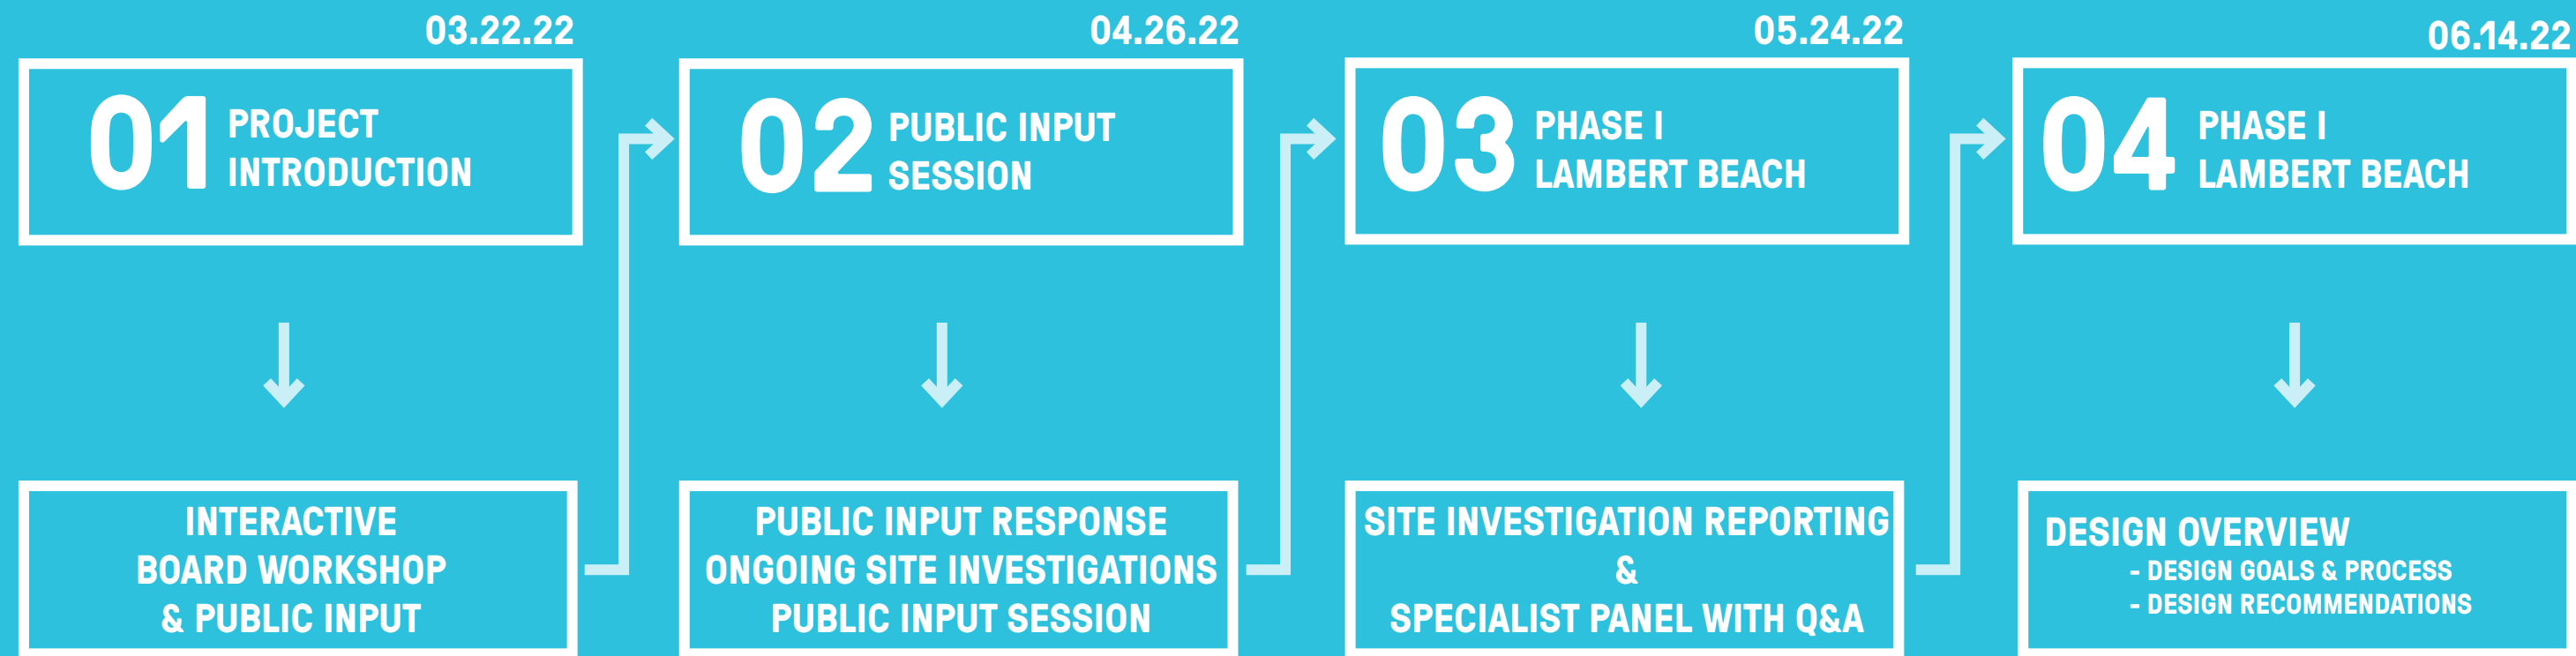 03.22.22
01 PROJECT
INTRODUCTION
INTERACTIVE
BOARD WORKSHOP
& PUBLIC INPUT
04.26.22
02 PUBLIC INPUT
SESSION
PUBLIC INPUT RESPONSE
ONGOING SITE INVESTIGATIONS
PUBLIC INPUT SESSION
05.24.22
03 PHASE I
LAMBERT BEACH
SITE INVESTIGATION REPORTING
&
SPECIALIST PANEL WITH Q&A
06.14.22
04 PHASE I
LAMBERT BEACH
DESIGN OVERVIEW
- DESIGN GOALS & PROCESS
- DESIGN RECOMMENDATIONS